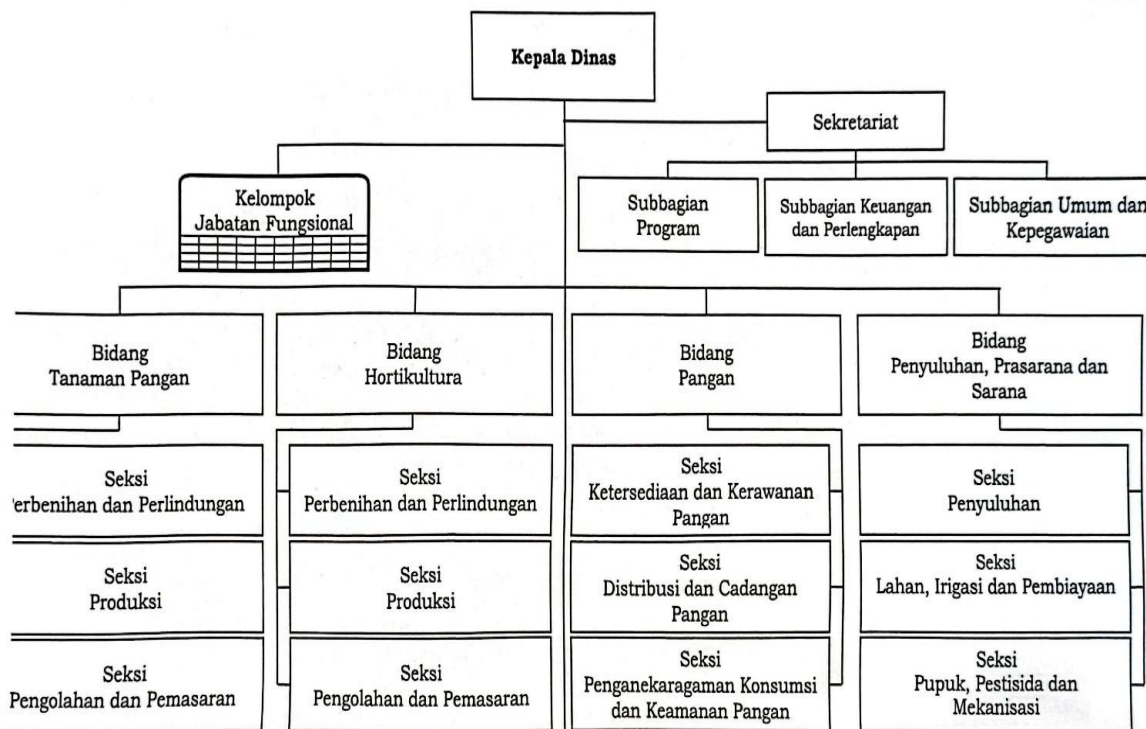 Kepala Dinas
Sekretariat
Kelompok
Jabatan Fungsional
Subbagian
Program
Subbagian Keuangan
dan Perlengkapan
Subbagian Umum dan
Kepegawaian
Bidang
Tanaman Pangan
Bidang
Hortikultura
Bidang
Pangan
Bidang
Penyuluhan, Prasarana dan
Sarana
Seksi
Perbenihan dan Perlindungan
Seksi
Produksi
Seksi
Pengolahan dan Pemasaran
Seksi
Perbenihan dan Perlindungan
Seksi
Produksi
Seksi
Pengolahan dan Pemasaran
Seksi
Ketersediaan dan Kerawanan
Pangan
Seksi
Distribusi dan Cadangan
Pangan
Seksi
Penganekaragaman Konsumsi
dan Keamanan Pangan
Seksi
Penyuluhan
Seksi
Lahan, Irigasi dan Pembiayaan
Seksi
Pupuk, Pestisida dan
Mekanisasi